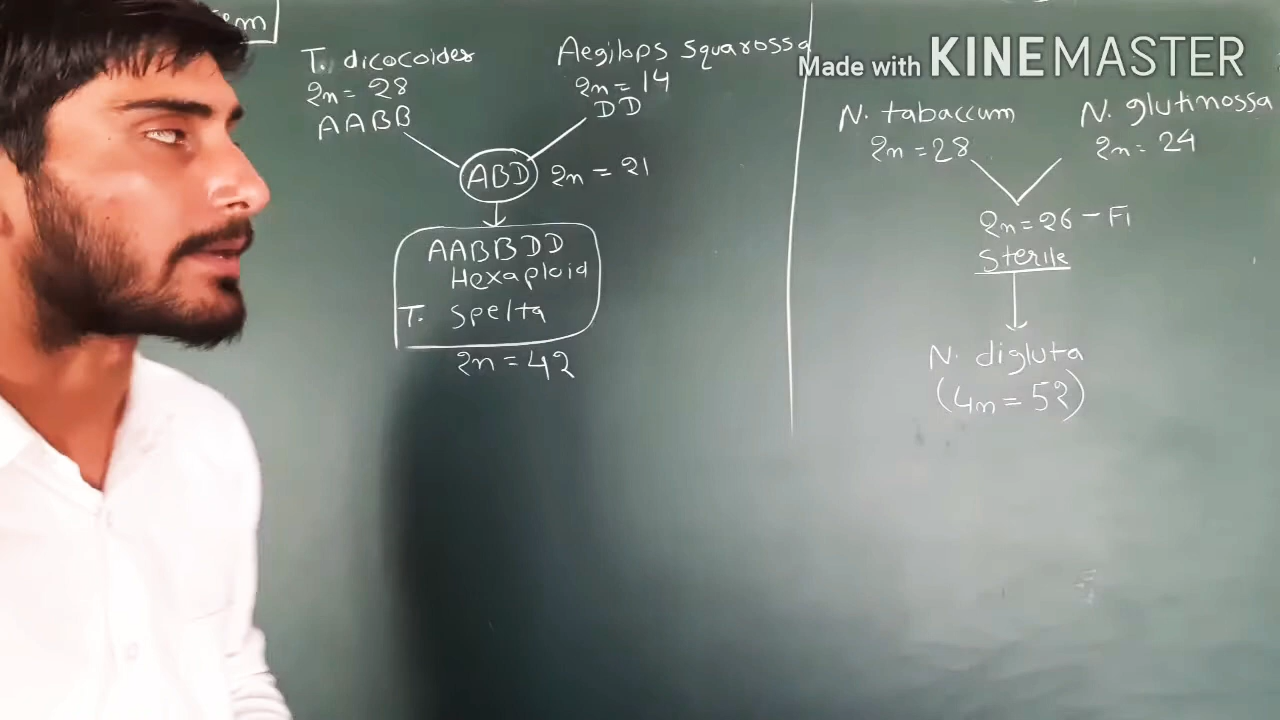 T. dicocoides
2n = 28
AABB
Aegilops squarossa
2n = 14
DD
ABD 2n = 21
AABBDD
Hexaploid
T. spelta
2n = 42
Made with KINEMASTER
N. tabaccum
2n = 28
N. glutinossa
2n = 24
2n = 26 - F1
Sterile
N. digluta
(4n = 52)